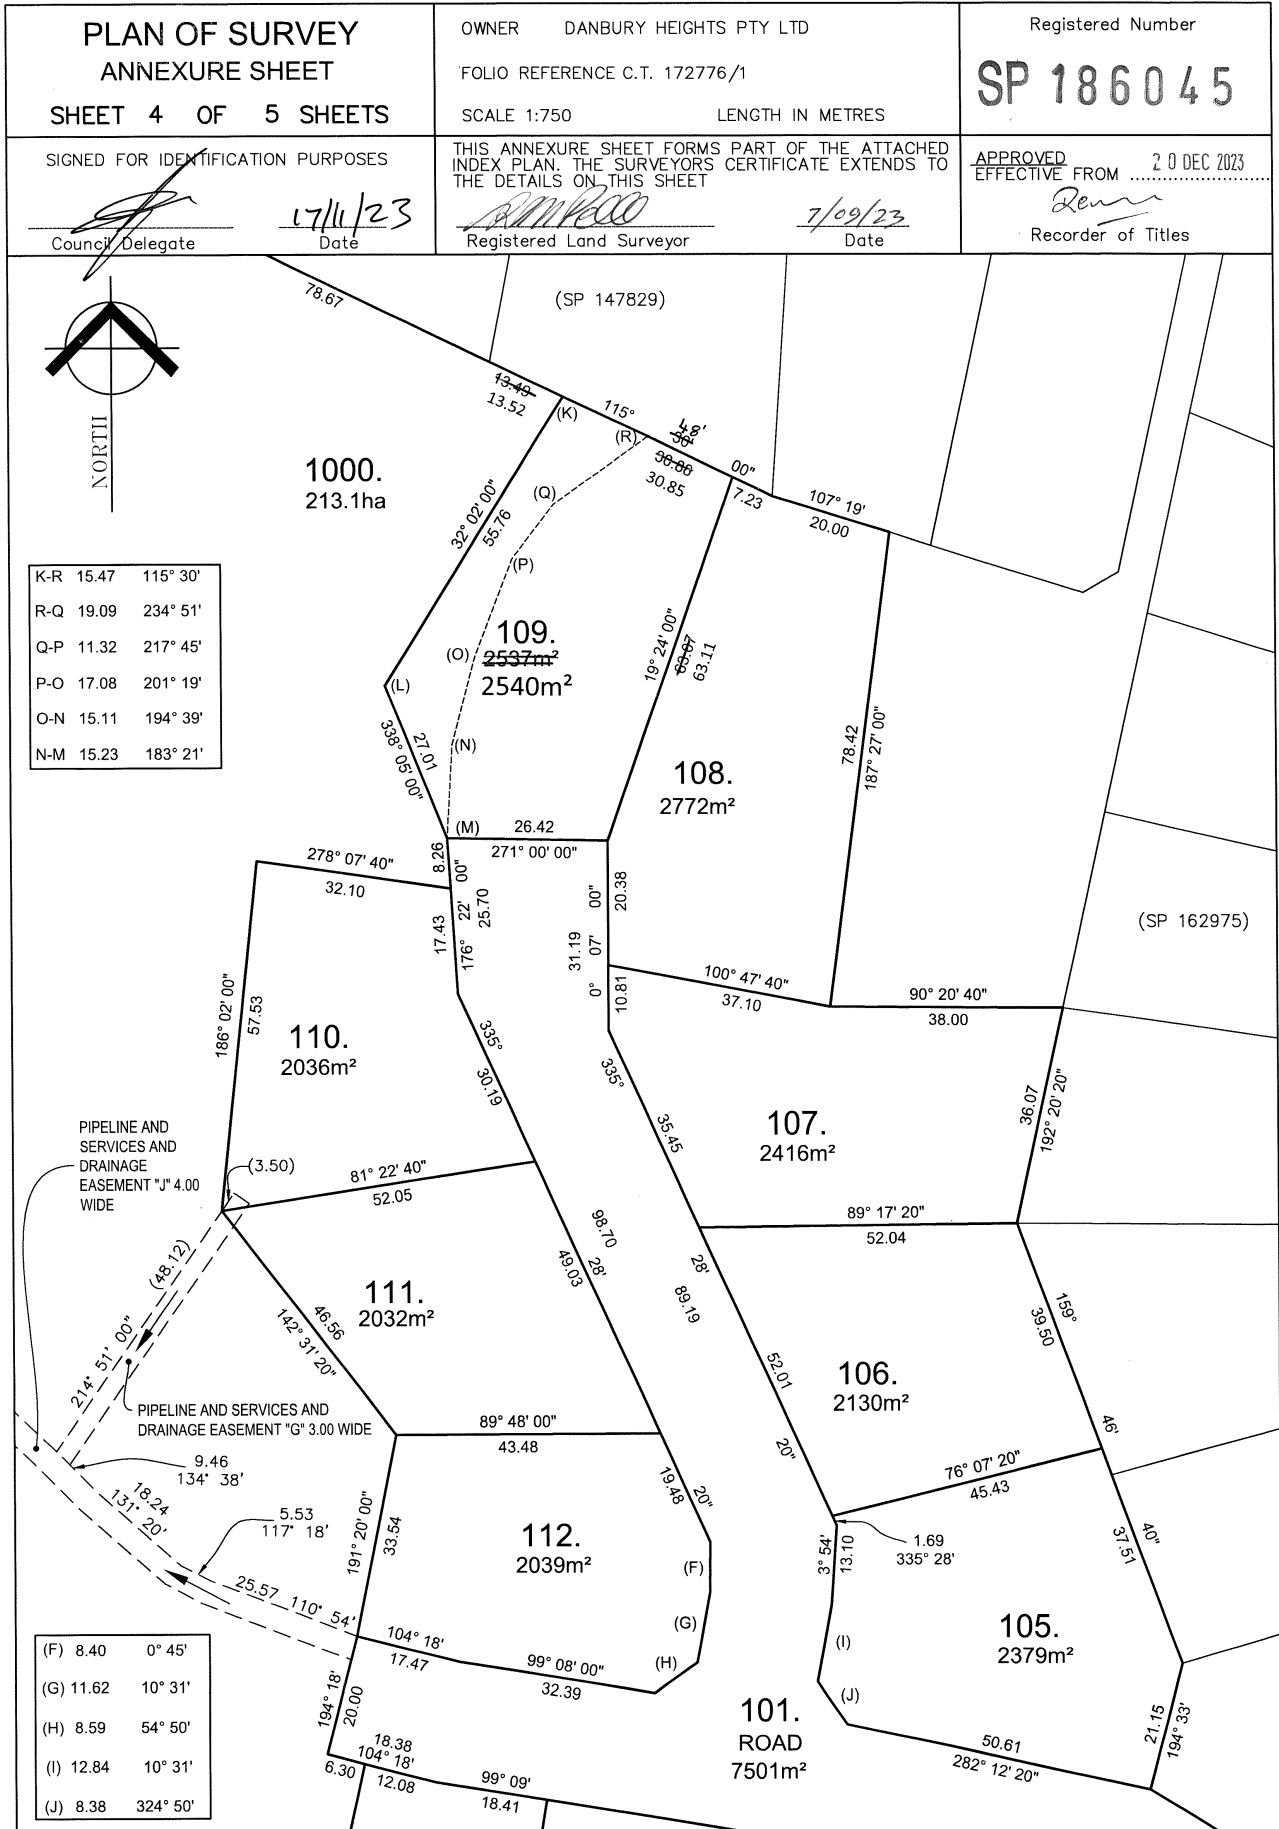 PLAN OF SURVEY
ANNEXURE SHEET
SHEET 4 OF 5 SHEETS
OWNER DANBURY HEIGHTS PTY LTD
FOLIO REFERENCE C.T. 172776/1
SCALE 1:750 LENGTH IN METRES
Registered Number
SP 186045
SIGNED FOR IDENTIFICATION PURPOSES
17/11/23
Council Delegate Date
THIS ANNEXURE SHEET FORMS PART OF THE ATTACHED
INDEX PLAN. THE SURVEYORS CERTIFICATE EXTENDS TO
THE DETAILS ON THIS SHEET
7/09/23
Registered Land Surveyor Date
APPROVED
EFFECTIVE FROM 20 DEC 2023
Recorder of Titles
78.67
(SP 147829)
NORTH
13.49
13.52
(K)
115°
(R)
48'
30'
30.86
30.85
00"
7.23
107° 19'
20.00
1000.
213.1ha
32° 02' 00"
55.76
(Q)
(P)
K-R 15.47 115° 30'
R-Q 19.09 234° 51'
Q-P 11.32 217° 45'
P-O 17.08 201° 19'
O-N 15.11 194° 39'
N-M 15.23 183° 21'
109.
2537m²
2540m²
(O)
(L)
(N)
(M)
19° 24' 00"
63.07
63.11
338° 05' 00"
27.01
108.
2772m²
78.42
187° 27' 00"
26.42
271° 00' 00"
278° 07' 40"
32.10
8.26
17.43
176° 22' 00"
25.70
0° 07' 00"
31.19
20.38
10.81
(SP 162975)
100° 47' 40"
37.10
90° 20' 40"
38.00
186° 02' 00"
57.53
110.
2036m²
335°
30.19
335°
35.45
107.
2416m²
36.07
192° 20' 20"
PIPELINE AND
SERVICES AND
DRAINAGE
EASEMENT "J" 4.00
WIDE
(3.50)
81° 22' 40"
52.05
89° 17' 20"
52.04
98.70
28'
49.03
28'
89.19
(48.12)
214° 51' 00"
46.56
142° 31' 20"
111.
2032m²
159°
39.50
52.01
106.
2130m²
PIPELINE AND SERVICES AND
DRAINAGE EASEMENT "G" 3.00 WIDE
89° 48' 00"
43.48
20"
46'
76° 07' 20"
45.43
9.46
134° 38'
18.24
131° 20'
5.53
117° 18'
19.48
20"
191° 20' 00"
33.54
112.
2039m²
(F)
3° 54'
13.10
1.69
335° 28'
40"
37.51
25.57 110° 54'
(G)
(H)
(I)
(J)
105.
2379m²
104° 18'
17.47
99° 08' 00"
32.39
194° 18'
20.00
101.
ROAD
7501m²
21.15
194° 33'
50.61
282° 12' 20"
(F) 8.40 0° 45'
(G) 11.62 10° 31'
(H) 8.59 54° 50'
(I) 12.84 10° 31'
(J) 8.38 324° 50'
18.38
104° 18'
6.30
12.08
99° 09'
18.41